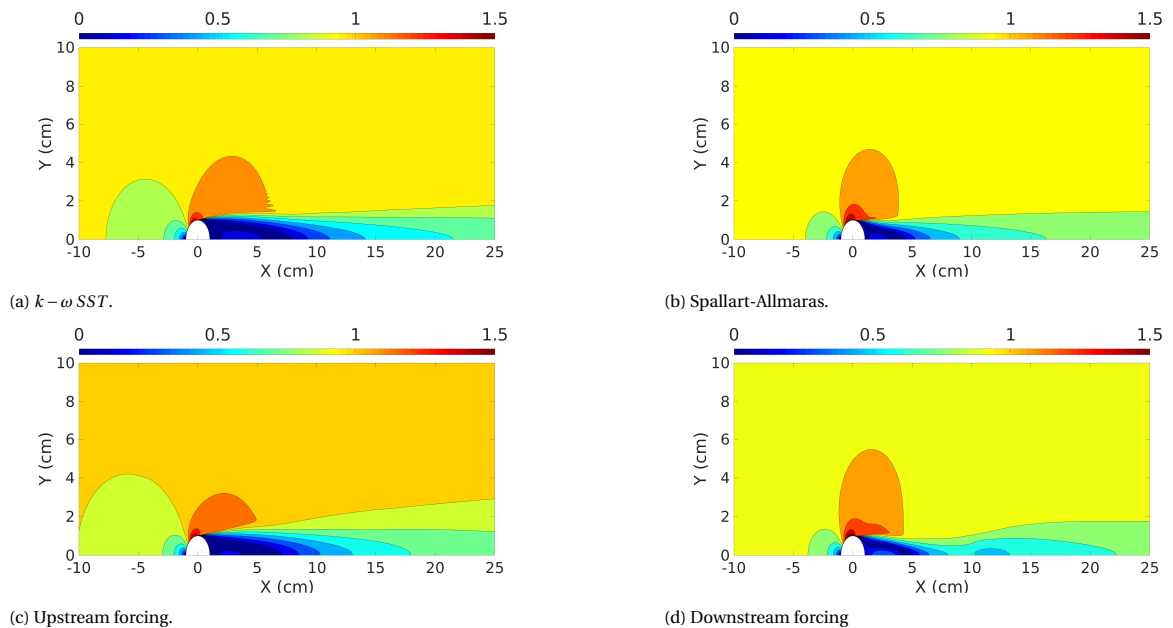 0 0.5 1 1.5
10
8
6
4
2
0
Y (cm)
-10 -5 0 5 10 15 20 25
X (cm)
(a) k − ω SST.
0 0.5 1 1.5
10
8
6
4
2
0
Y (cm)
-10 -5 0 5 10 15 20 25
X (cm)
(b) Spallart-Allmaras.
0 0.5 1 1.5
10
8
6
4
2
0
Y (cm)
-10 -5 0 5 10 15 20 25
X (cm)
(c) Upstream forcing.
0 0.5 1 1.5
10
8
6
4
2
0
Y (cm)
-10 -5 0 5 10 15 20 25
X (cm)
(d) Downstream forcing